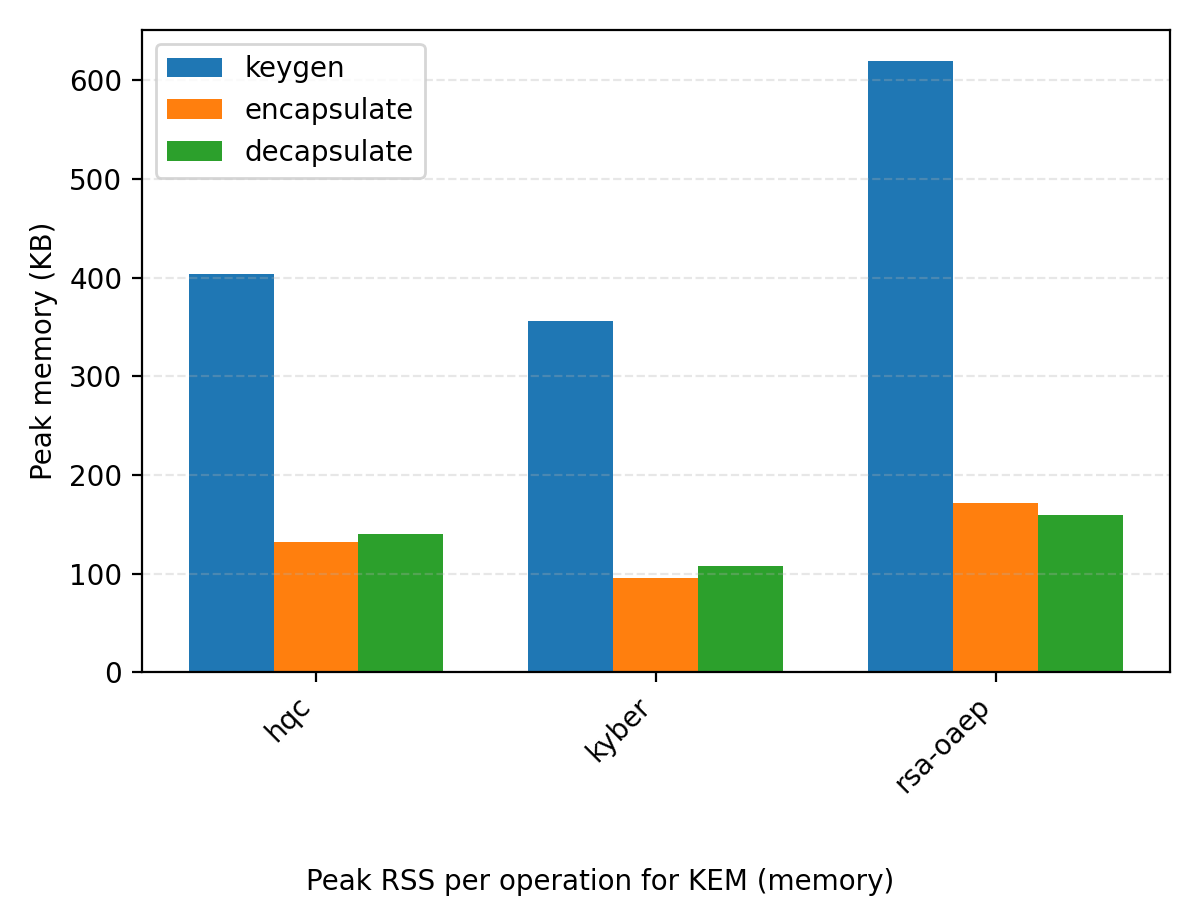 keygen
encapsulate
decapsulate
Peak memory (KB)
600
500
400
300
200
100
0
hqc
kyber
rsa-oaep
Peak RSS per operation for KEM (memory)